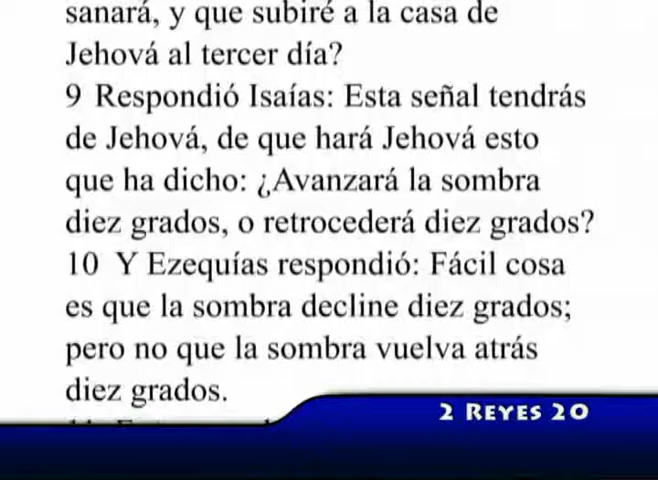 sanará, y que subiré a la casa de
Jehová al tercer día?
9 Respondió Isaías: Esta señal tendrás
de Jehová, de que hará Jehová esto
que ha dicho: ¿Avanzará la sombra
diez grados, o retrocederá diez grados?
10 Y Ezequías respondió: Fácil cosa
es que la sombra decline diez grados;
pero no que la sombra vuelva atrás
diez grados.
2 REYES 20